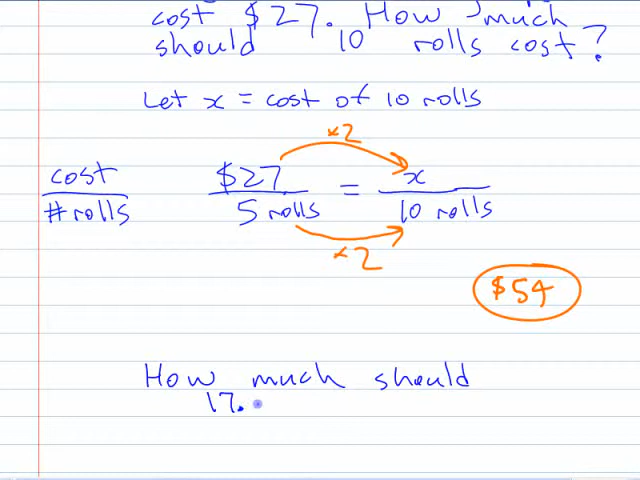 cost $27. How much
should 10 rolls cost?
Let x = cost of 10 rolls
×2
cost $27 = x
# rolls 5 rolls 10 rolls
×2
$54
How much should
17.